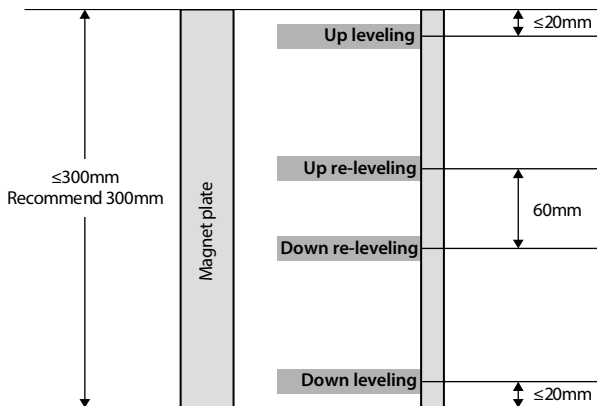 ≤20mm
Up leveling
≤300mm
Recommend 300mm
Magnet plate
Up re-leveling
60mm
Down re-leveling
Down leveling
≤20mm